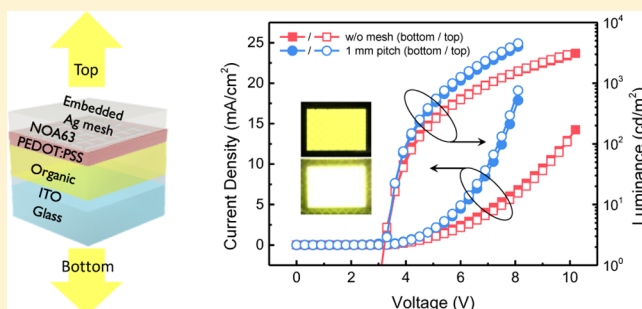 Top
Embedded
Ag mesh
NOA63
PEDOT:PSS
Organic
ITO
Glass
Bottom
w/o mesh (bottom / top)
1 mm pitch (bottom / top)
Current Density (mA/cm²)
25
20
15
10
5
0
0
2
4
6
8
10
Voltage (V)
10⁴
10³
10²
10¹
10⁰
Luminance (cd/m²)